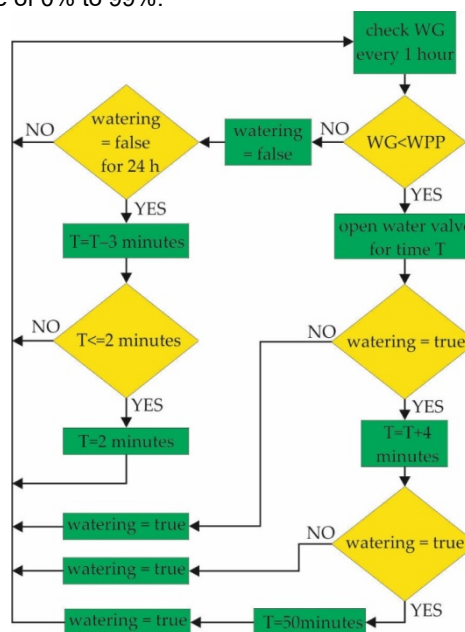 e of 0% to 99%.
check WG
every 1 hour
WG<WPP
NO
YES
watering
= false
watering
= false
for 24 h
NO
YES
T=T−3 minutes
T<=2 minutes
NO
YES
T=2 minutes
open water valve
for time T
watering = true
NO
YES
T=T+4
minutes
watering = true
NO
YES
T=50minutes
watering = true
watering = true
watering = true